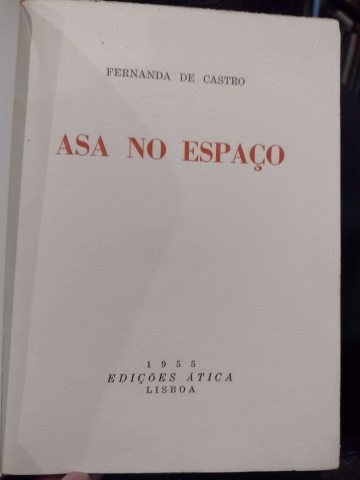 FERNANDA DE CASTRO
ASA NO ESPAÇO
1955
EDIÇÕES ÁTICA
LISBOA